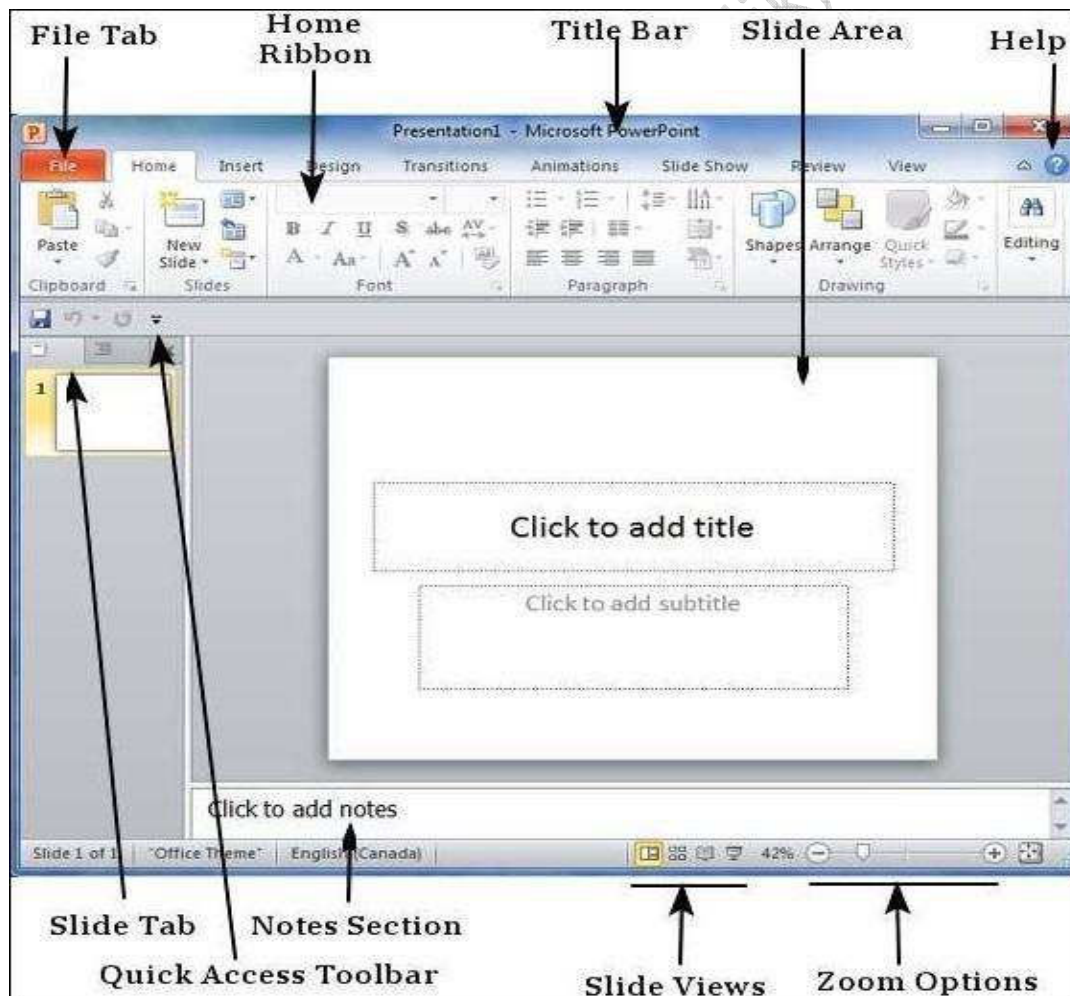 File Tab
Home
Ribbon
Title Bar
Slide Area
Help
P
Presentation1 - Microsoft PowerPoint
File Home Insert Design Transitions Animations Slide Show Review View
Paste
New
Slide
B I U S abc AV
A Aa A A
Shapes Arrange Quick
Styles
Editing
Clipboard Slides Font Paragraph Drawing
1
Click to add title
Click to add subtitle
Click to add notes
Slide 1 of 1 "Office Theme" English (Canada) 42%
Slide Tab Notes Section
Quick Access Toolbar
Slide Views Zoom Options